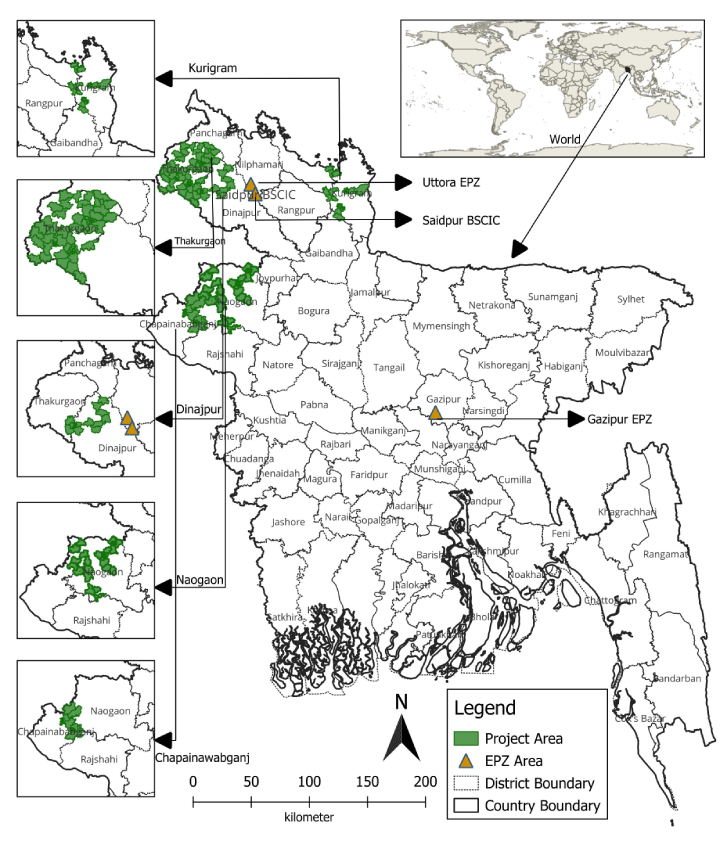 Kurigram
Kurigram
Rangpur
Gaibandha
World
Panchagarh
Nilphamari
Thakurgaon
Saidpur BSCIC
Kurigram
Dinajpur
Rangpur
Uttora EPZ
Saidpur BSCIC
Thakurgaon
Thakurgaon
Gaibandha
Joypurhat
Naogaon
Jamalpur
Bogura
Netrakona
Sunamganj
Sylhet
Mymensingh
Chapainababganj
Rajshahi
Natore
Sirajganj
Tangail
Kishoreganj
Habiganj
Moulvibazar
Panchagarh
Thakurgaon
Dinajpur
Dinajpur
Pabna
Gazipur
Narsingdi
Gazipur EPZ
Kushtia
Manikganj
Meherpur
Rajbari
Narayanganj
Chuadanga
Jhenaidah
Magura
Faridpur
Munshiganj
Cumilla
Madaripur
Chandpur
Khagrachhari
Jashore
Narail
Gopalganj
Feni
Barishal
Lakshmipur
Rangamati
Naogaon
Naogaon
Rajshahi
Noakhali
Jhalokati
Chattogram
Satkhira
Khulna
Bhola
Patuakhali
Bandarban
Cox's Bazar
Naogaon
Chapainababganj
Rajshahi
Chapainawabganj
N
0 50 100 150 200
kilometer
Legend
Project Area
EPZ Area
District Boundary
Country Boundary